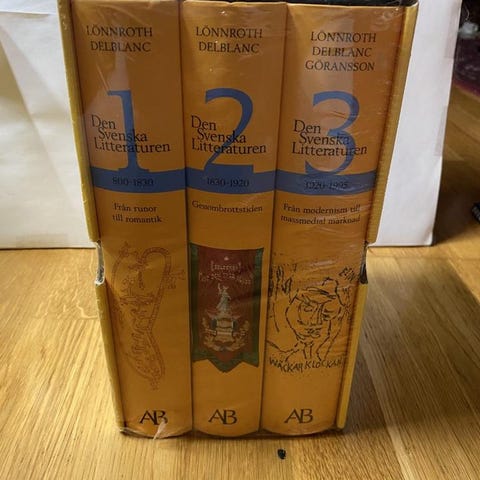 LÖNNROTH
DELBLANC
1
Den
Svenska
Litteraturen
800-1830
Från runor
till romantik
AB
LÖNNROTH
DELBLANC
2
Den
Svenska
Litteraturen
1830-1920
Genombrottstiden
AB
LÖNNROTH
DELBLANC
GÖRANSSON
3
Den
Svenska
Litteraturen
1920-1995
Från modernism till
massmedial marknad
VACKAR KLOCKAN
AB